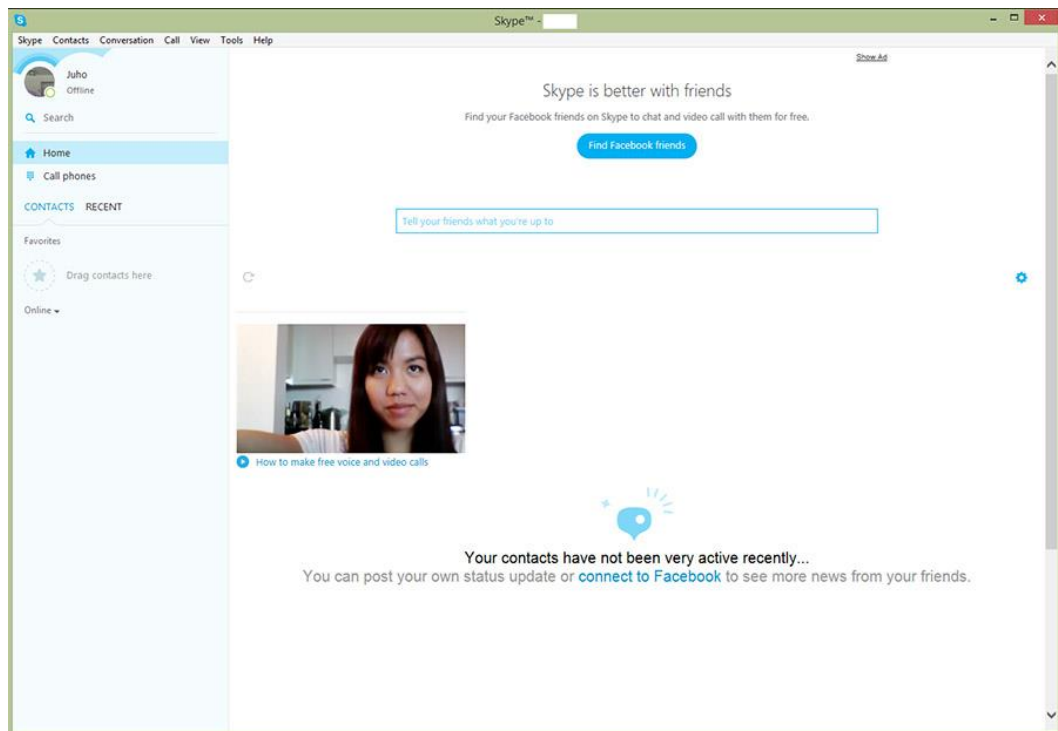 Skype™ -
Skype Contacts Conversation Call View Tools Help
Juho
Offline
Search
Home
Call phones
CONTACTS RECENT
Favorites
Drag contacts here
Online
Show Ad
Skype is better with friends
Find your Facebook friends on Skype to chat and video call with them for free.
Find Facebook friends
Tell your friends what you're up to
How to make free voice and video calls
Your contacts have not been very active recently...
You can post your own status update or connect to Facebook to see more news from your friends.